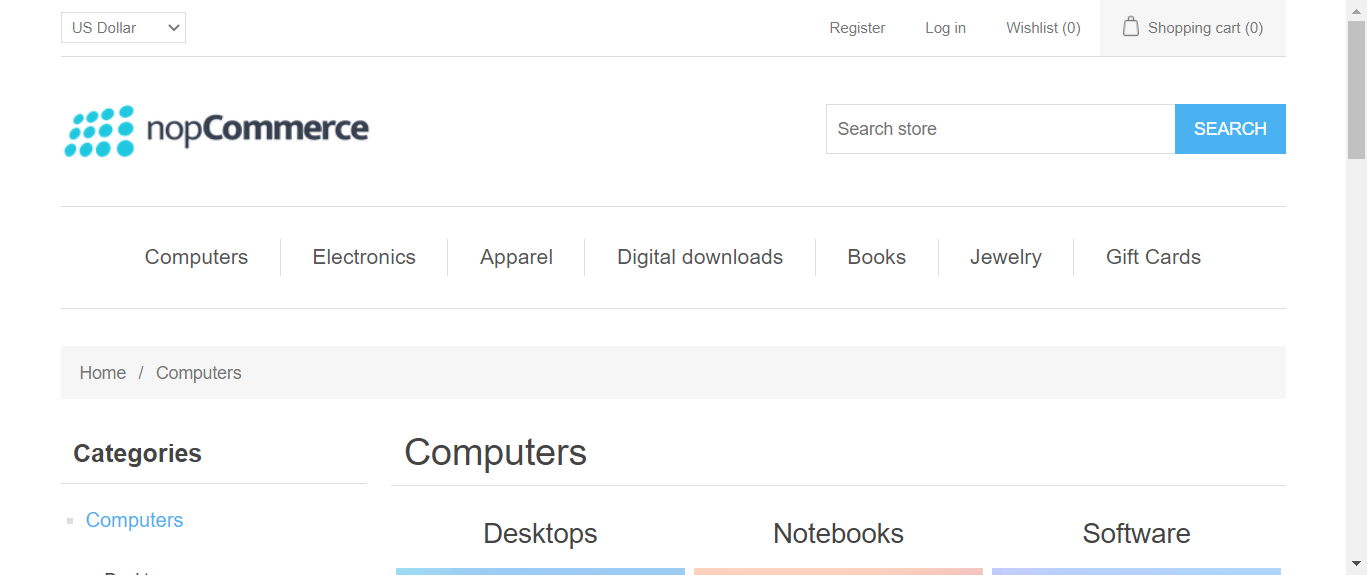 US Dollar
Register
Log in
Wishlist (0)
Shopping cart (0)
nopCommerce
Search store
SEARCH
Computers
Electronics
Apparel
Digital downloads
Books
Jewelry
Gift Cards
Home / Computers
Categories
Computers
Computers
Desktops
Notebooks
Software